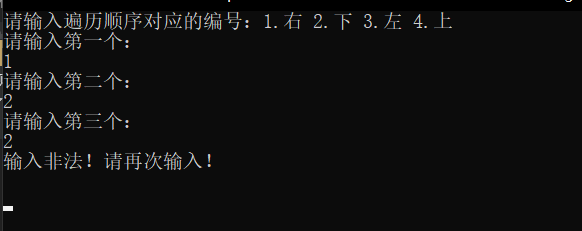 请输入遍历顺序对应的编号：1.右 2.下 3.左 4.上
请输入第一个：
1
请输入第二个：
2
请输入第三个：
2
输入非法！请再次输入！